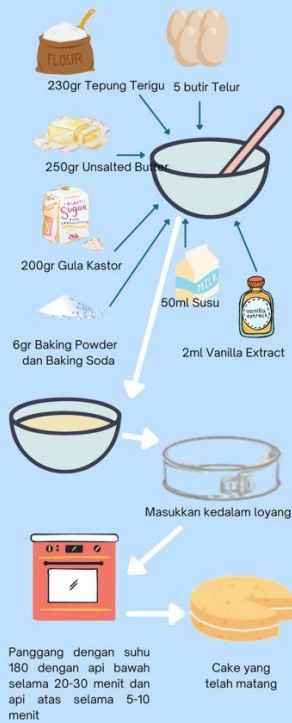 FLOUR
230gr Tepung Terigu
5 butir Telur
250gr Unsalted Butter
Sugar
200gr Gula Kastor
MILK
50ml Susu
vanilla
extract
6gr Baking Powder
dan Baking Soda
2ml Vanilla Extract
Masukkan kedalam loyang
Panggang dengan suhu
180 dengan api bawah
selama 20-30 menit dan
api atas selama 5-10
menit
Cake yang
telah matang